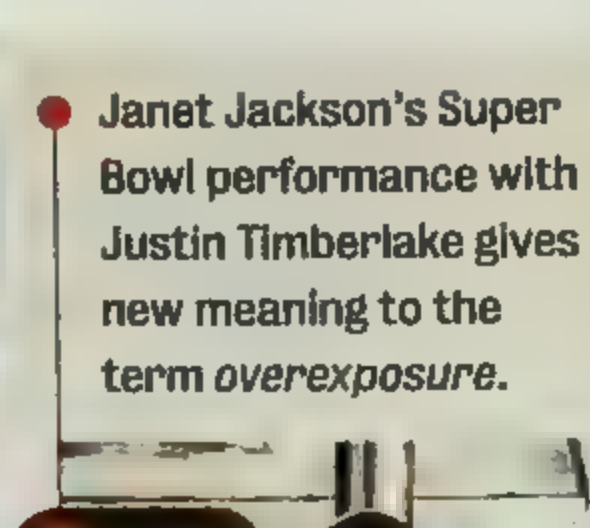 Janet Jackson's Super
Bowl performance with
Justin Timberlake gives
new meaning to the
term overexposure.